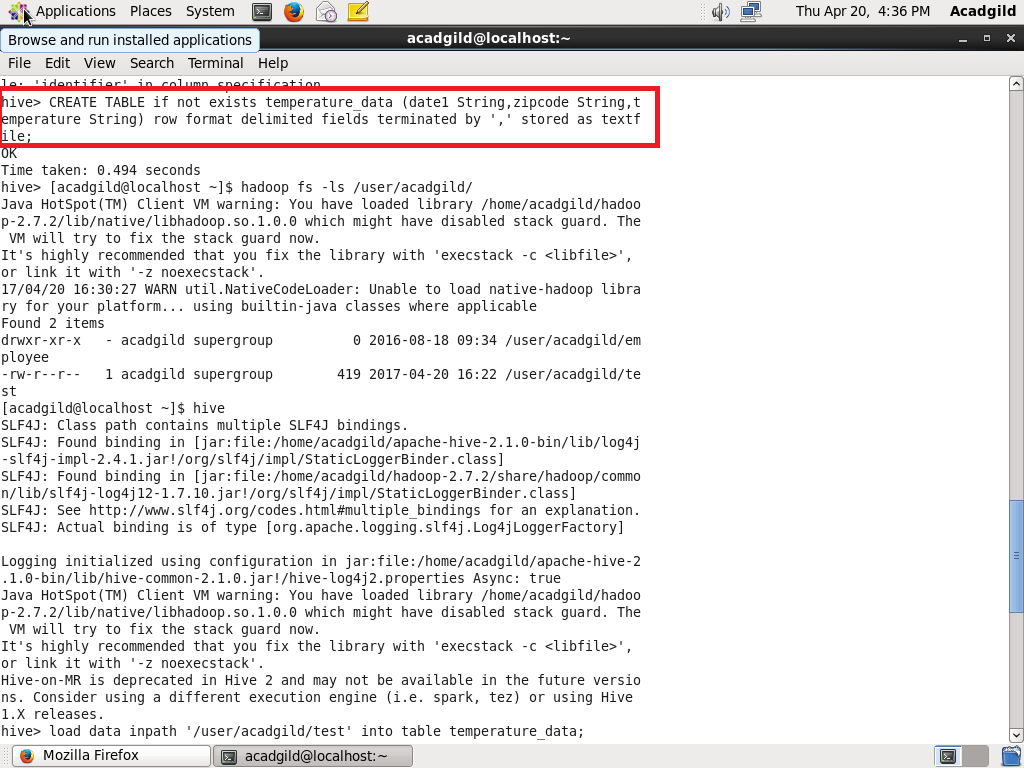 Applications Places System Thu Apr 20, 4:36 PM Acadgild
Browse and run installed applications
acadgild@localhost:~
File Edit View Search Terminal Help
le: 'identifier' in column specification
hive> CREATE TABLE if not exists temperature_data (date1 String,zipcode String,t
emperature String) row format delimited fields terminated by ',' stored as textf
ile;
OK
Time taken: 0.494 seconds
hive> [acadgild@localhost ~]$ hadoop fs -ls /user/acadgild/
Java HotSpot(TM) Client VM warning: You have loaded library /home/acadgild/hadoo
p-2.7.2/lib/native/libhadoop.so.1.0.0 which might have disabled stack guard. The
 VM will try to fix the stack guard now.
It's highly recommended that you fix the library with 'execstack -c <libfile>',
or link it with '-z noexecstack'.
17/04/20 16:30:27 WARN util.NativeCodeLoader: Unable to load native-hadoop libra
ry for your platform... using builtin-java classes where applicable
Found 2 items
drwxr-xr-x   - acadgild supergroup          0 2016-08-18 09:34 /user/acadgild/em
ployee
-rw-r--r--   1 acadgild supergroup        419 2017-04-20 16:22 /user/acadgild/te
st
[acadgild@localhost ~]$ hive
SLF4J: Class path contains multiple SLF4J bindings.
SLF4J: Found binding in [jar:file:/home/acadgild/apache-hive-2.1.0-bin/lib/log4j
-slf4j-impl-2.4.1.jar!/org/slf4j/impl/StaticLoggerBinder.class]
SLF4J: Found binding in [jar:file:/home/acadgild/hadoop-2.7.2/share/hadoop/commo
n/lib/slf4j-log4j12-1.7.10.jar!/org/slf4j/impl/StaticLoggerBinder.class]
SLF4J: See http://www.slf4j.org/codes.html#multiple_bindings for an explanation.
SLF4J: Actual binding is of type [org.apache.logging.slf4j.Log4jLoggerFactory]
Logging initialized using configuration in jar:file:/home/acadgild/apache-hive-2
.1.0-bin/lib/hive-common-2.1.0.jar!/hive-log4j2.properties Async: true
Java HotSpot(TM) Client VM warning: You have loaded library /home/acadgild/hadoo
p-2.7.2/lib/native/libhadoop.so.1.0.0 which might have disabled stack guard. The
 VM will try to fix the stack guard now.
It's highly recommended that you fix the library with 'execstack -c <libfile>',
or link it with '-z noexecstack'.
Hive-on-MR is deprecated in Hive 2 and may not be available in the future versio
ns. Consider using a different execution engine (i.e. spark, tez) or using Hive
1.X releases.
hive> load data inpath '/user/acadgild/test' into table temperature_data;
Mozilla Firefox acadgild@localhost:~